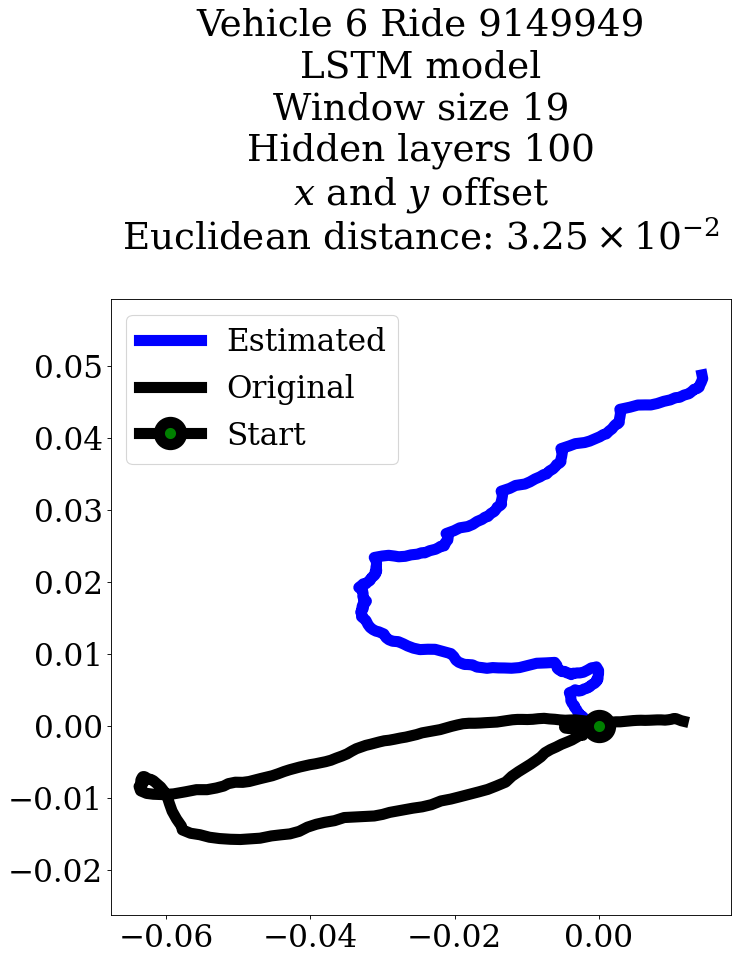 Vehicle 6 Ride 9149949
LSTM model
Window size 19
Hidden layers 100
x and y offset
Euclidean distance: 3.25 × 10⁻²
Estimated
Original
Start
0.05
0.04
0.03
0.02
0.01
0.00
−0.01
−0.02
−0.06 −0.04 −0.02 0.00